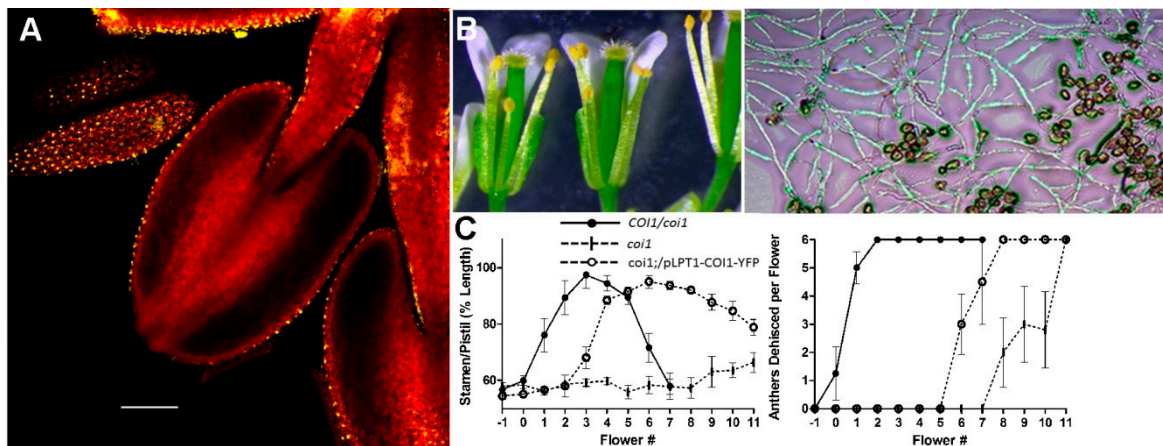 A
B
C
COI1/coi1
coi1
coi1;/pLPT1-COI1-YFP
Stamen/Pistil (% Length)
100
80
60
-1 0 1 2 3 4 5 6 7 8 9 10 11
Flower #
Anthers Dehisced per Flower
6
5
4
3
2
1
0
-1 0 1 2 3 4 5 6 7 8 9 10 11
Flower #